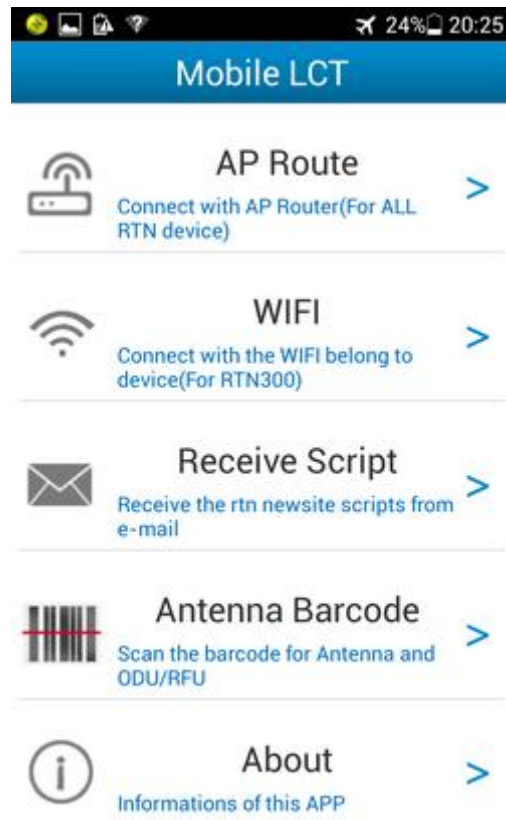 24% 20:25
Mobile LCT
AP Route
Connect with AP Router(For ALL
RTN device)
>
WIFI
Connect with the WIFI belong to
device(For RTN300)
>
Receive Script
Receive the rtn newsite scripts from
e-mail
>
Antenna Barcode
Scan the barcode for Antenna and
ODU/RFU
>
About
Informations of this APP
>